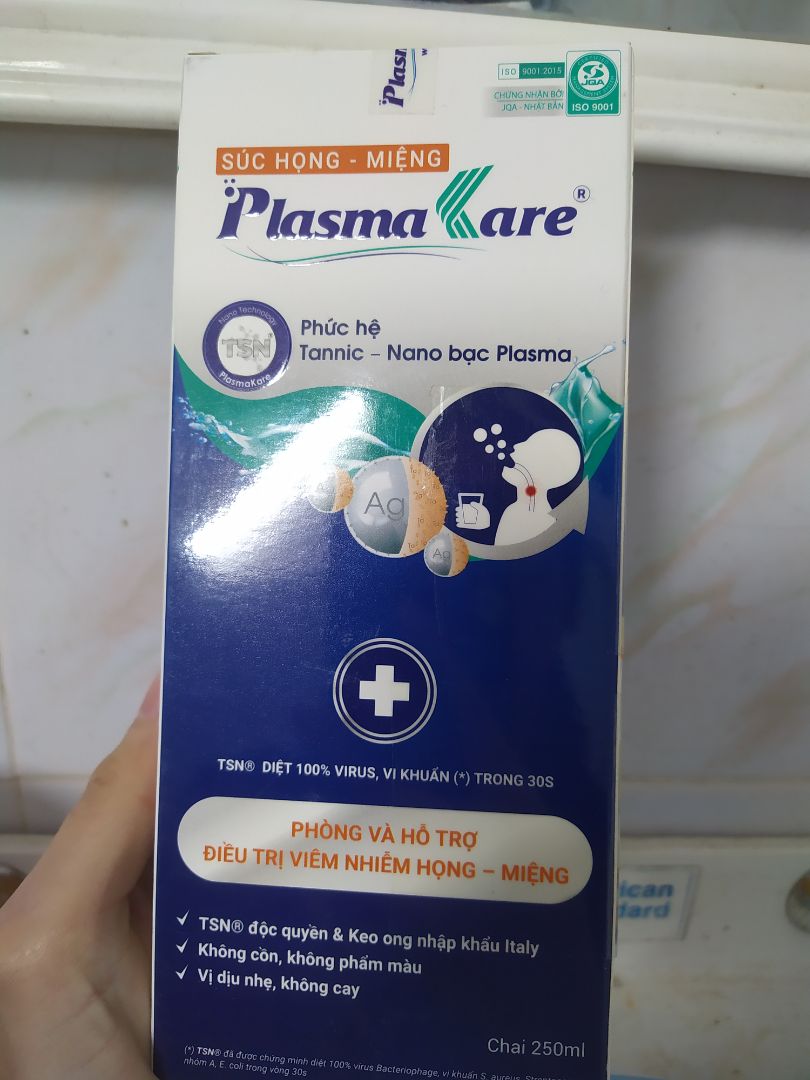 Plas
ISO 9001:2015
CHỨNG NHẬN BỞI
JQA - NHẬT BẢN
JQA
ISO 9001
SÚC HỌNG - MIỆNG
PlasmaKare®
Nano Technology
TSN
PlasmaKare
Phức hệ
Tannic – Nano bạc Plasma
Ag
Ag
TSN® DIỆT 100% VIRUS, VI KHUẨN (*) TRONG 30S
PHÒNG VÀ HỖ TRỢ
ĐIỀU TRỊ VIÊM NHIỄM HỌNG – MIỆNG
TSN® độc quyền & Keo ong nhập khẩu Italy
Không cồn, không phẩm màu
Vị dịu nhẹ, không cay
ican
dard
Chai 250ml
(*) TSN® đã được chứng minh diệt 100% virus Bacteriophage, vi khuẩn S. aureus,
nhóm A, E. coli trong vòng 30s